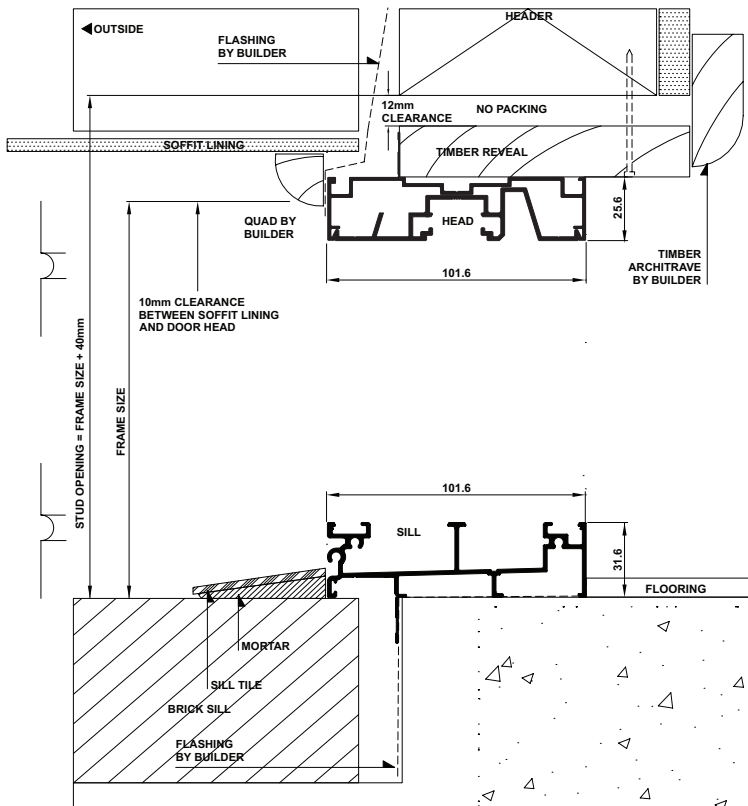 OUTSIDE
FLASHING
BY BUILDER
HEADER
12mm
CLEARANCE
NO PACKING
SOFFIT LINING
TIMBER REVEAL
QUAD BY
BUILDER
HEAD
25.6
TIMBER
ARCHITRAVE
BY BUILDER
101.6
10mm CLEARANCE
BETWEEN SOFFIT LINING
AND DOOR HEAD
STUD OPENING = FRAME SIZE + 40mm
FRAME SIZE
101.6
SILL
31.6
FLOORING
MORTAR
SILL TILE
BRICK SILL
FLASHING
BY BUILDER